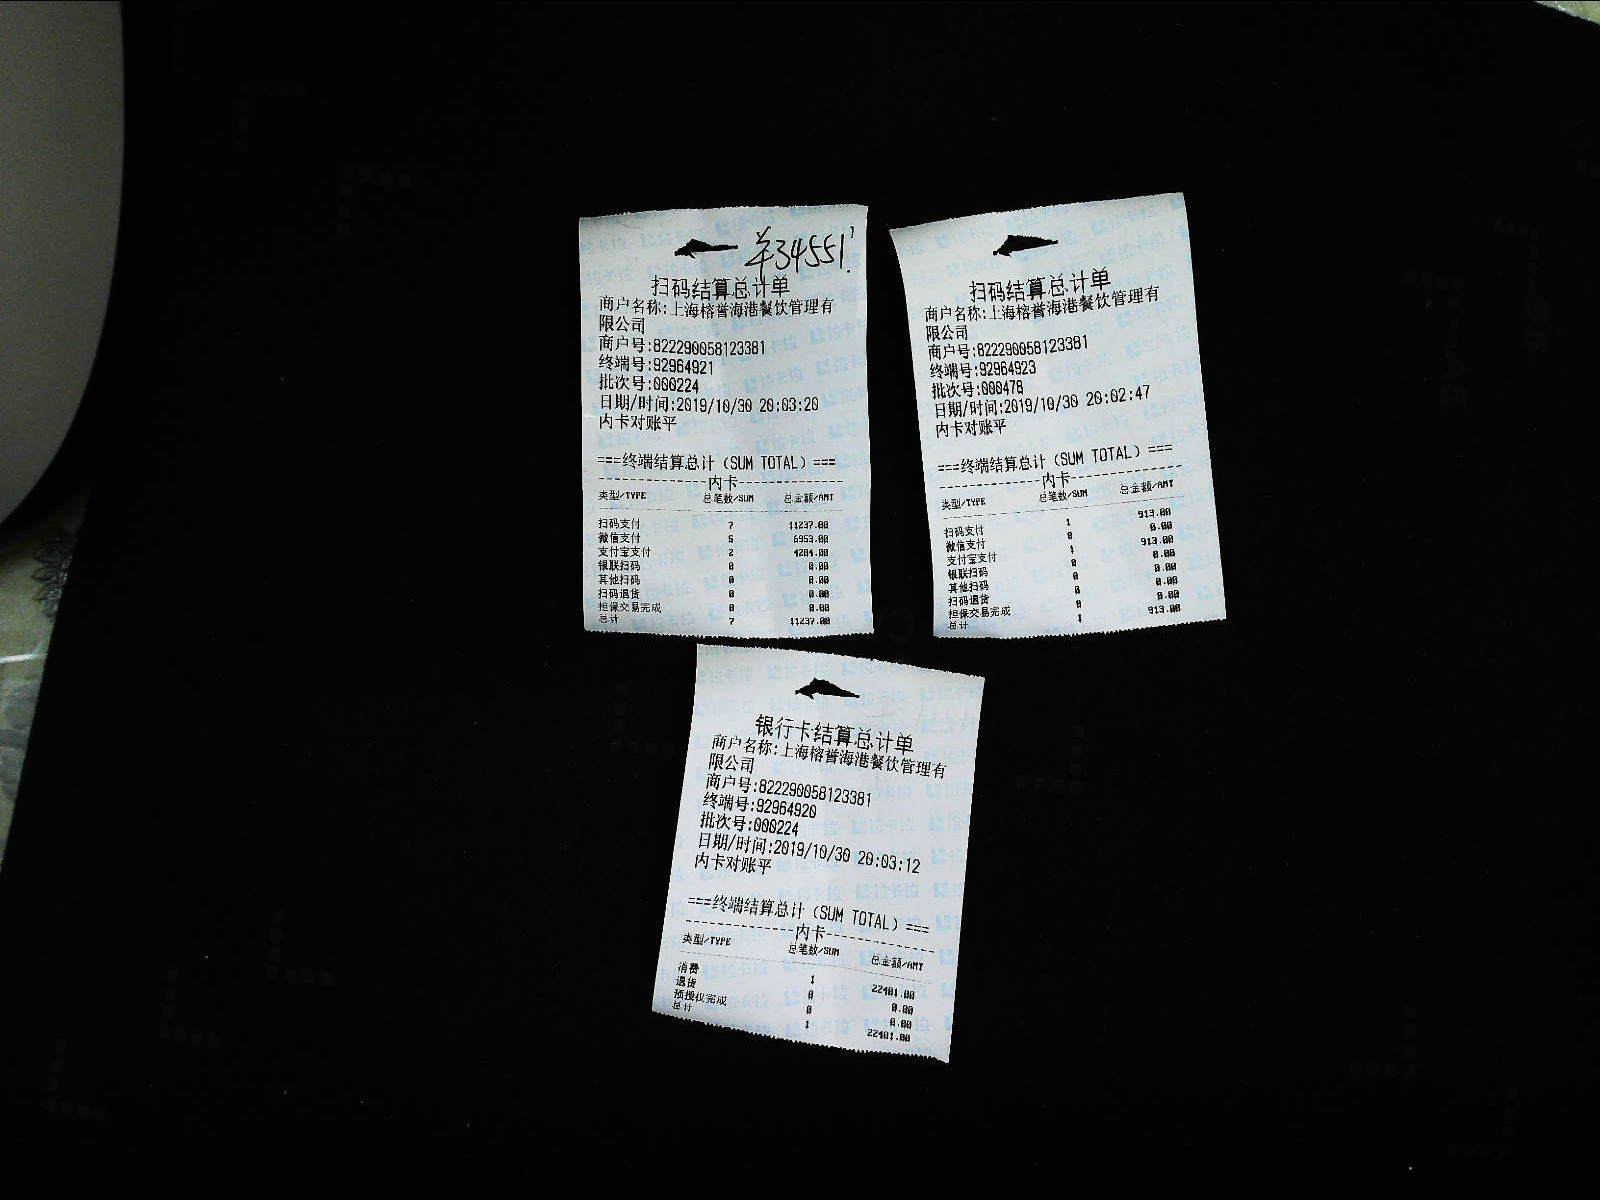 ¥34551.
扫码结算总计单
商户名称:上海榕誉海港餐饮管理有
限公司
商户号:822290058123381
终端号:92964921
批次号:000224
日期/时间:2019/10/30 20:03:20
内卡对账平
===终端结算总计(SUM TOTAL)===
内卡
类型/TYPE 总笔数/SUM 总金额/AMT
扫码支付 7 11237.00
微信支付 5 6953.00
支付宝支付 2 4284.00
银联扫码 0 0.00
其他扫码 0 0.00
扫码退货 0 0.00
担保交易完成 0 0.00
总计 7 11237.00
扫码结算总计单
商户名称:上海榕誉海港餐饮管理有
限公司
商户号:822290058123381
终端号:92964923
批次号:000478
日期/时间:2019/10/30 20:02:47
内卡对账平
===终端结算总计(SUM TOTAL)===
内卡
类型/TYPE 总笔数/SUM 总金额/AMT
扫码支付 1 913.00
微信支付 0 0.00
支付宝支付 1 913.00
银联扫码 0 0.00
其他扫码 0 0.00
扫码退货 0 0.00
担保交易完成 0 0.00
总计 1 913.00
银行卡结算总计单
商户名称:上海榕誉海港餐饮管理有
限公司
商户号:822290058123381
终端号:92964920
批次号:000224
日期/时间:2019/10/30 20:03:12
内卡对账平
===终端结算总计(SUM TOTAL)===
内卡
类型/TYPE 总笔数/SUM 总金额/AMT
消费 1 22401.00
退货 0 0.00
预授权完成 0 0.00
总计 1 22401.00